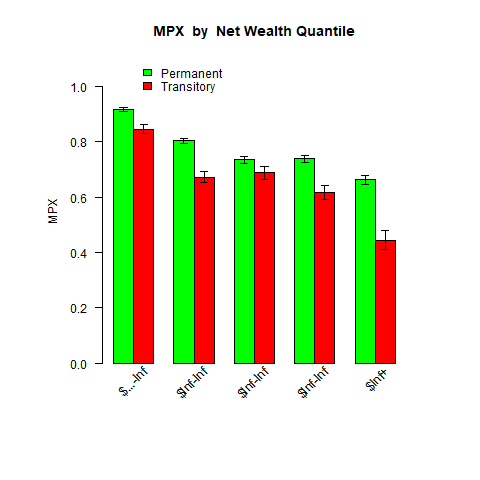 MPX by Net Wealth Quantile
Permanent
Transitory
1.0
0.8
0.6
0.4
0.2
0.0
MPX
$...-Inf
$Inf-Inf
$Inf-Inf
$Inf-Inf
$Inf+